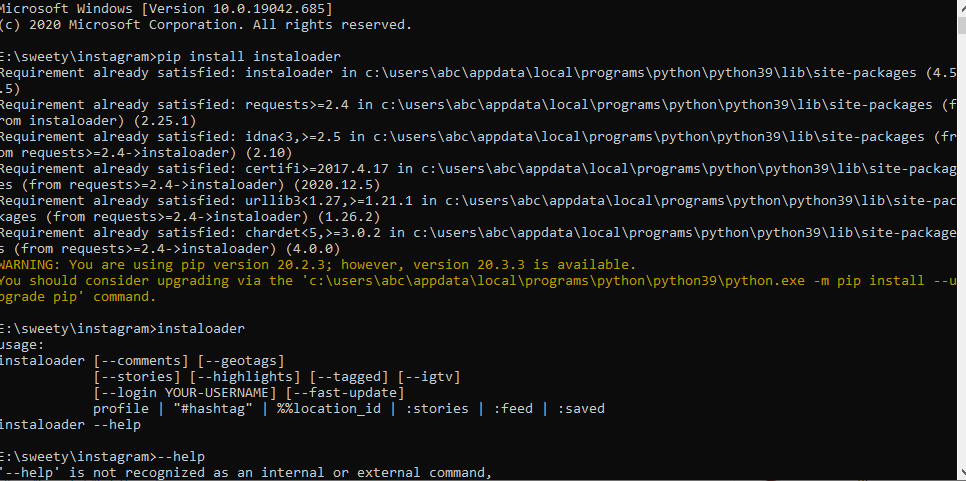 Microsoft Windows [Version 10.0.19042.685]
(c) 2020 Microsoft Corporation. All rights reserved.
E:\sweety\instagram>pip install instaloader
Requirement already satisfied: instaloader in c:\users\abc\appdata\local\programs\python\python39\lib\site-packages (4.5
.5)
Requirement already satisfied: requests>=2.4 in c:\users\abc\appdata\local\programs\python\python39\lib\site-packages (f
rom instaloader) (2.25.1)
Requirement already satisfied: idna<3,>=2.5 in c:\users\abc\appdata\local\programs\python\python39\lib\site-packages (fr
om requests>=2.4->instaloader) (2.10)
Requirement already satisfied: certifi>=2017.4.17 in c:\users\abc\appdata\local\programs\python\python39\lib\site-packag
es (from requests>=2.4->instaloader) (2020.12.5)
Requirement already satisfied: urllib3<1.27,>=1.21.1 in c:\users\abc\appdata\local\programs\python\python39\lib\site-pac
kages (from requests>=2.4->instaloader) (1.26.2)
Requirement already satisfied: chardet<5,>=3.0.2 in c:\users\abc\appdata\local\programs\python\python39\lib\site-package
s (from requests>=2.4->instaloader) (4.0.0)
WARNING: You are using pip version 20.2.3; however, version 20.3.3 is available.
You should consider upgrading via the 'c:\users\abc\appdata\local\programs\python\python39\python.exe -m pip install --u
pgrade pip' command.
E:\sweety\instagram>instaloader
usage:
instaloader [--comments] [--geotags]
[--stories] [--highlights] [--tagged] [--igtv]
[--login YOUR-USERNAME] [--fast-update]
profile | "#hashtag" | %%location_id | :stories | :feed | :saved
instaloader --help
E:\sweety\instagram>--help
'--help' is not recognized as an internal or external command,